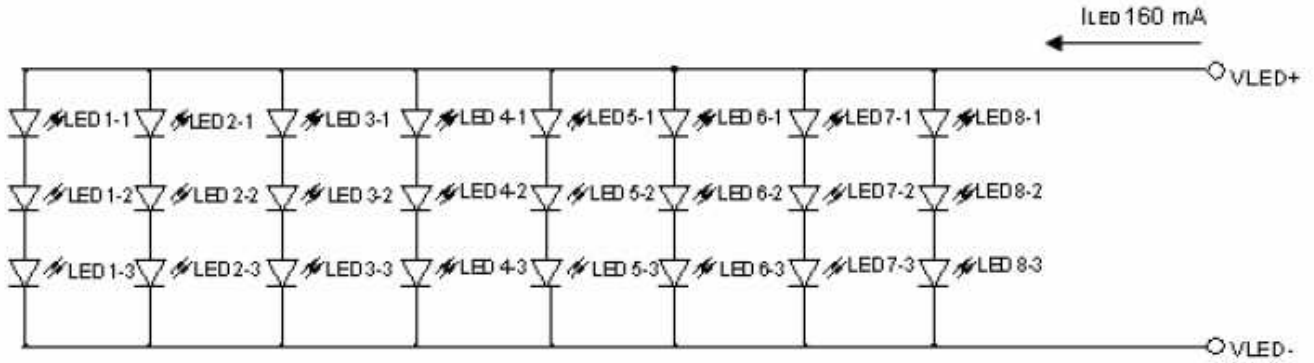 ILED 160 mA
VLED+
LED 1-1 LED 2-1 LED 3-1 LED 4-1 LED 5-1 LED 6-1 LED 7-1 LED 8-1
LED 1-2 LED 2-2 LED 3-2 LED 4-2 LED 5-2 LED 6-2 LED 7-2 LED 8-2
LED 1-3 LED 2-3 LED 3-3 LED 4-3 LED 5-3 LED 6-3 LED 7-3 LED 8-3
VLED-